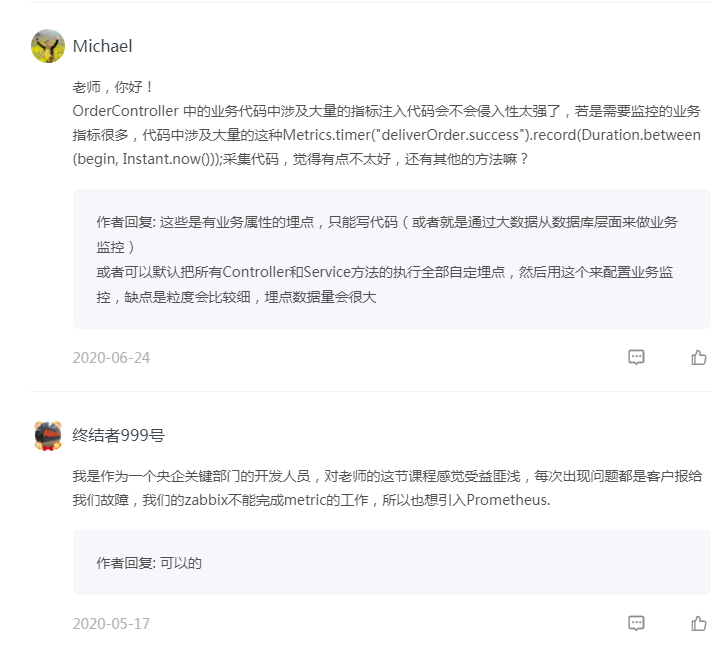 Michael
老师，你好！
OrderController 中的业务代码中涉及大量的指标注入代码会不会侵入性太强了，若是需要监控的业务
指标很多，代码中涉及大量的这种Metrics.timer("deliverOrder.success").record(Duration.between
(begin, Instant.now()));采集代码，觉得有点不太好，还有其他的方法嘛？
作者回复: 这些是有业务属性的埋点，只能写代码（或者就是通过大数据从数据库层面来做业务
监控）
或者可以默认把所有Controller和Service方法的执行全部自定埋点，然后用这个来配置业务监
控，缺点是粒度会比较细，埋点数据量会很大
2020-06-24
终结者999号
我是作为一个央企关键部门的开发人员，对老师的这节课程感觉受益匪浅，每次出现问题都是客户报给
我们故障，我们的zabbix不能完成metric的工作，所以也想引入Prometheus.
作者回复: 可以的
2020-05-17